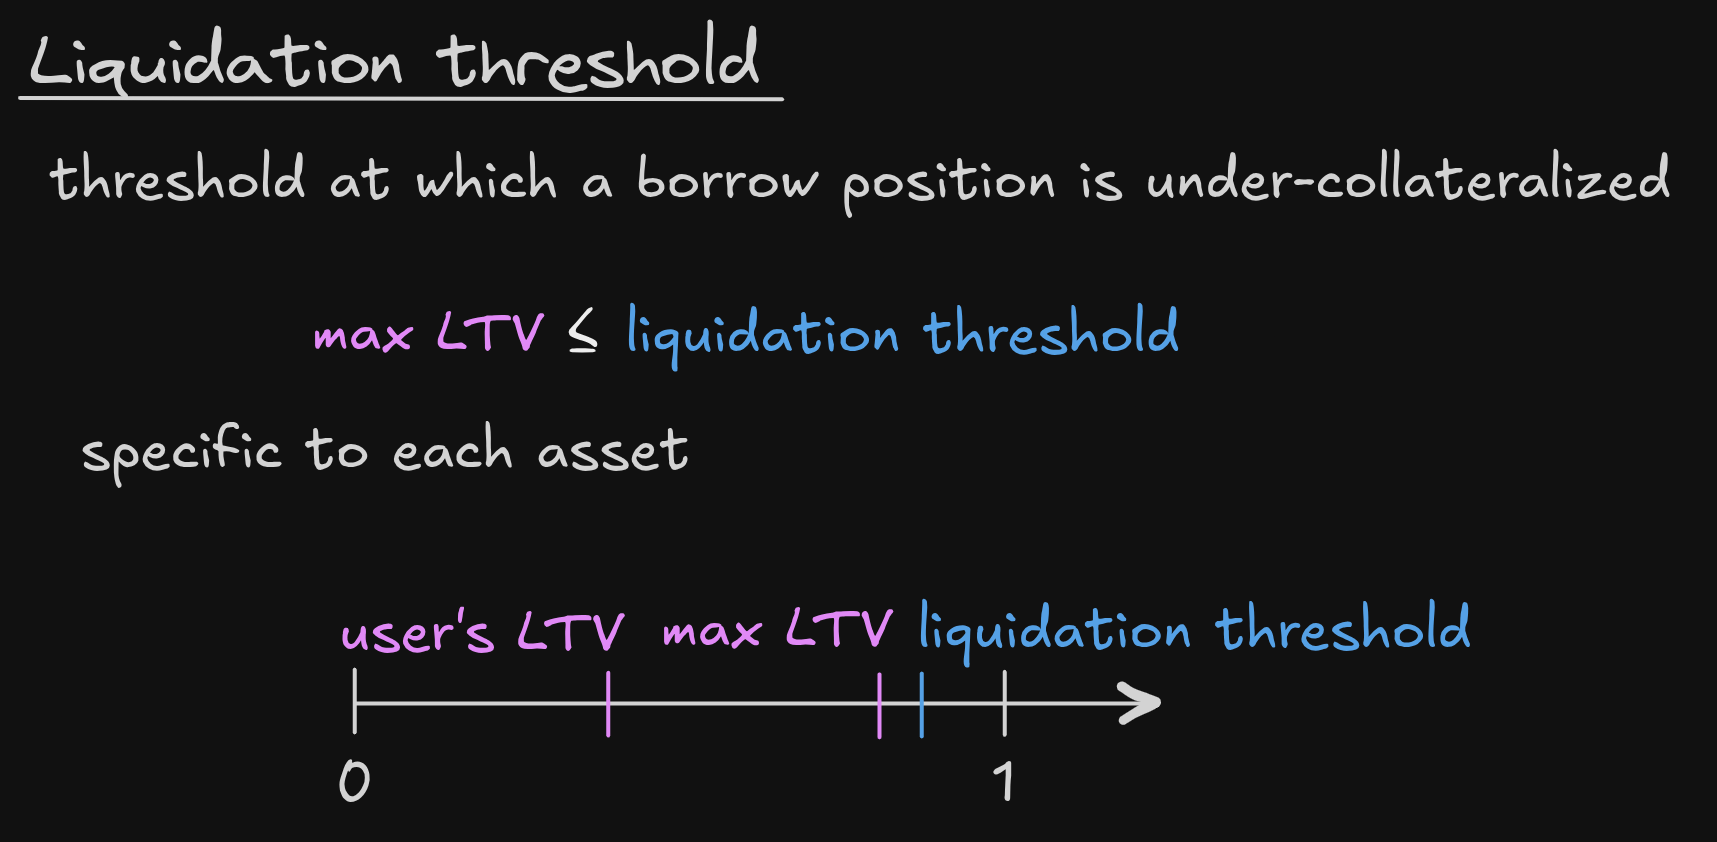 Liquidation threshold
threshold at which a borrow position is under-collateralized
max LTV ≤ liquidation threshold
specific to each asset
user's LTV max LTV liquidation threshold
0 1